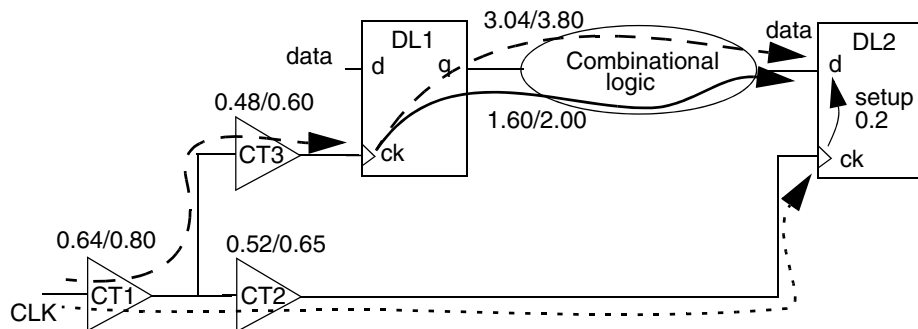 3.04/3.80
data
DL1
DL2
data
d
q
Combinational
logic
d
setup
0.2
0.48/0.60
1.60/2.00
CT3
ck
ck
0.64/0.80
0.52/0.65
CLK
CT1
CT2